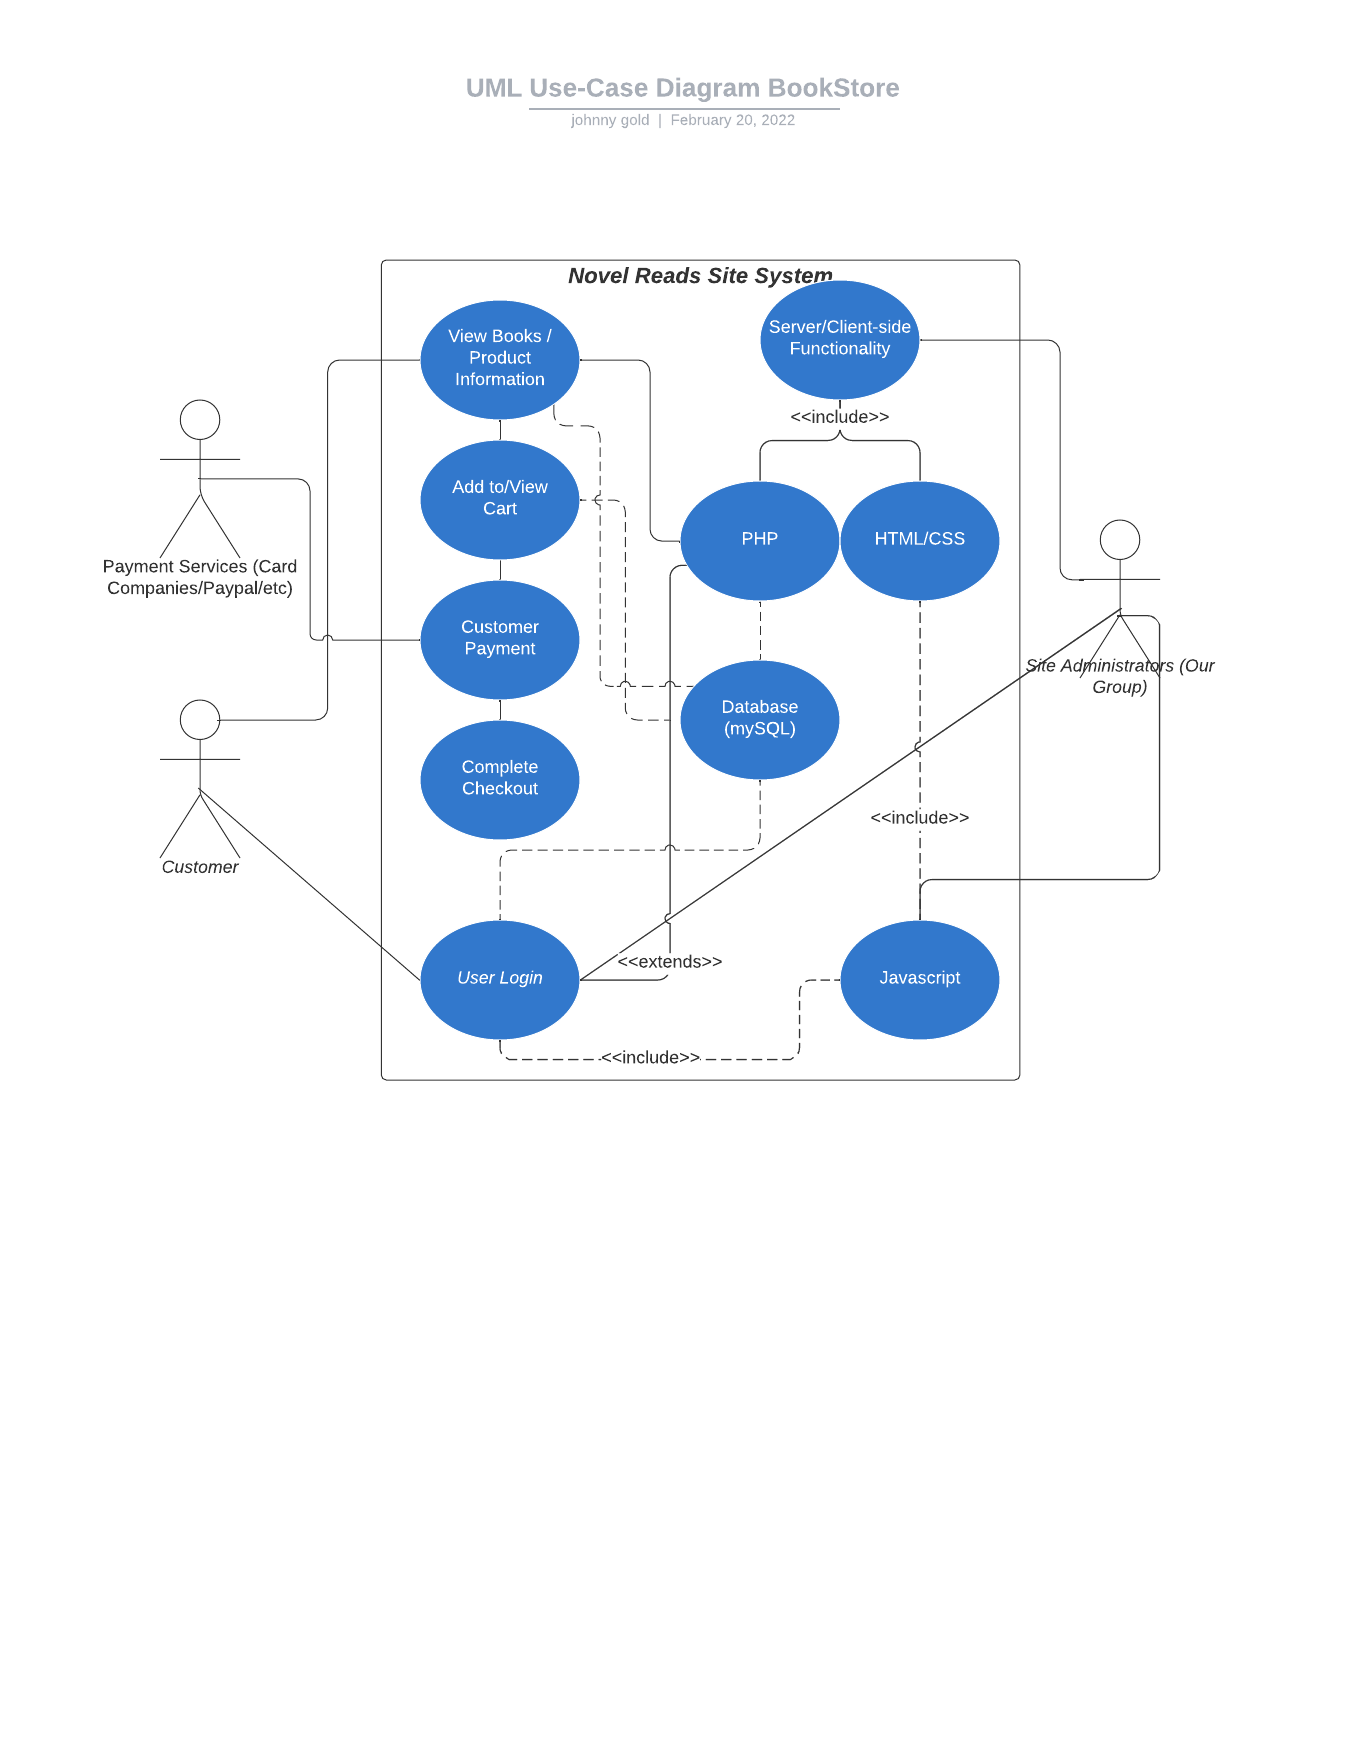 UML Use-Case Diagram BookStore
johnny gold | February 20, 2022
Novel Reads Site System
View Books /
Product
Information
Server/Client-side
Functionality
<<include>>
Add to/View
Cart
PHP
HTML/CSS
Payment Services (Card
Companies/Paypal/etc)
Customer
Payment
Site Administrators (Our
Group)
Database
(mySQL)
Complete
Checkout
<<include>>
Customer
<<extends>>
User Login
Javascript
<<include>>